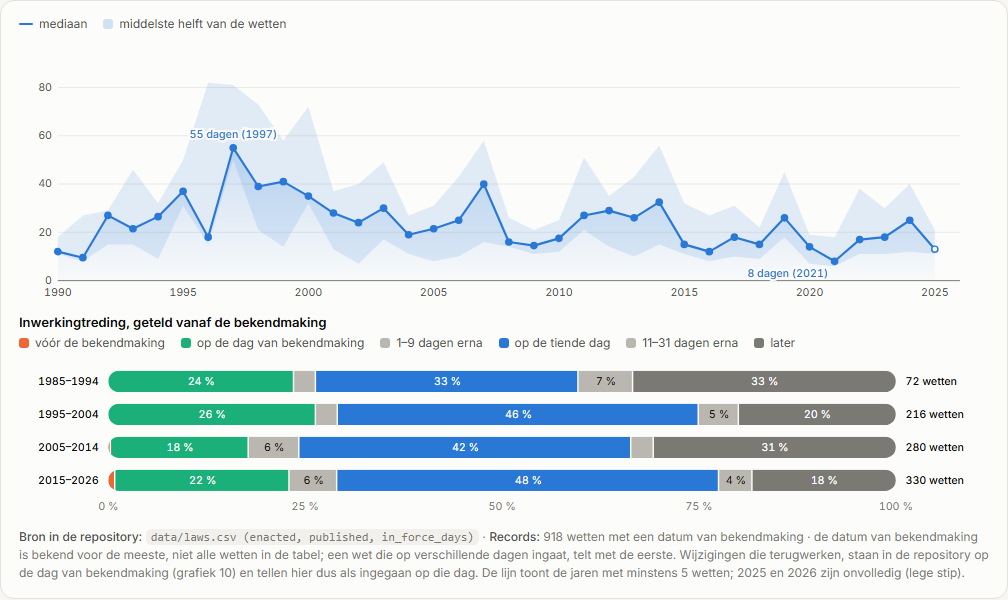 mediaan middelste helft van de wetten
80
60
40
20
0
55 dagen (1997)
8 dagen (2021)
1990 1995 2000 2005 2010 2015 2020 2025
Inwerkingtreding, geteld vanaf de bekendmaking
vóór de bekendmaking op de dag van bekendmaking 1–9 dagen erna op de tiende dag 11–31 dagen erna later
1985–1994 24 % 33 % 7 % 33 % 72 wetten
1995–2004 26 % 46 % 5 % 20 % 216 wetten
2005–2014 18 % 6 % 42 % 31 % 280 wetten
2015–2026 22 % 6 % 48 % 4 % 18 % 330 wetten
0 % 25 % 50 % 75 % 100 %
Bron in de repository: data/laws.csv (enacted, published, in_force_days) · Records: 918 wetten met een datum van bekendmaking · de datum van bekendmaking
is bekend voor de meeste, niet alle wetten in de tabel; een wet die op verschillende dagen ingaat, telt met de eerste. Wijzigingen die terugwerken, staan in de repository op
de dag van bekendmaking (grafiek 10) en tellen hier dus als ingegaan op die dag. De lijn toont de jaren met minstens 5 wetten; 2025 en 2026 zijn onvolledig (lege stip).